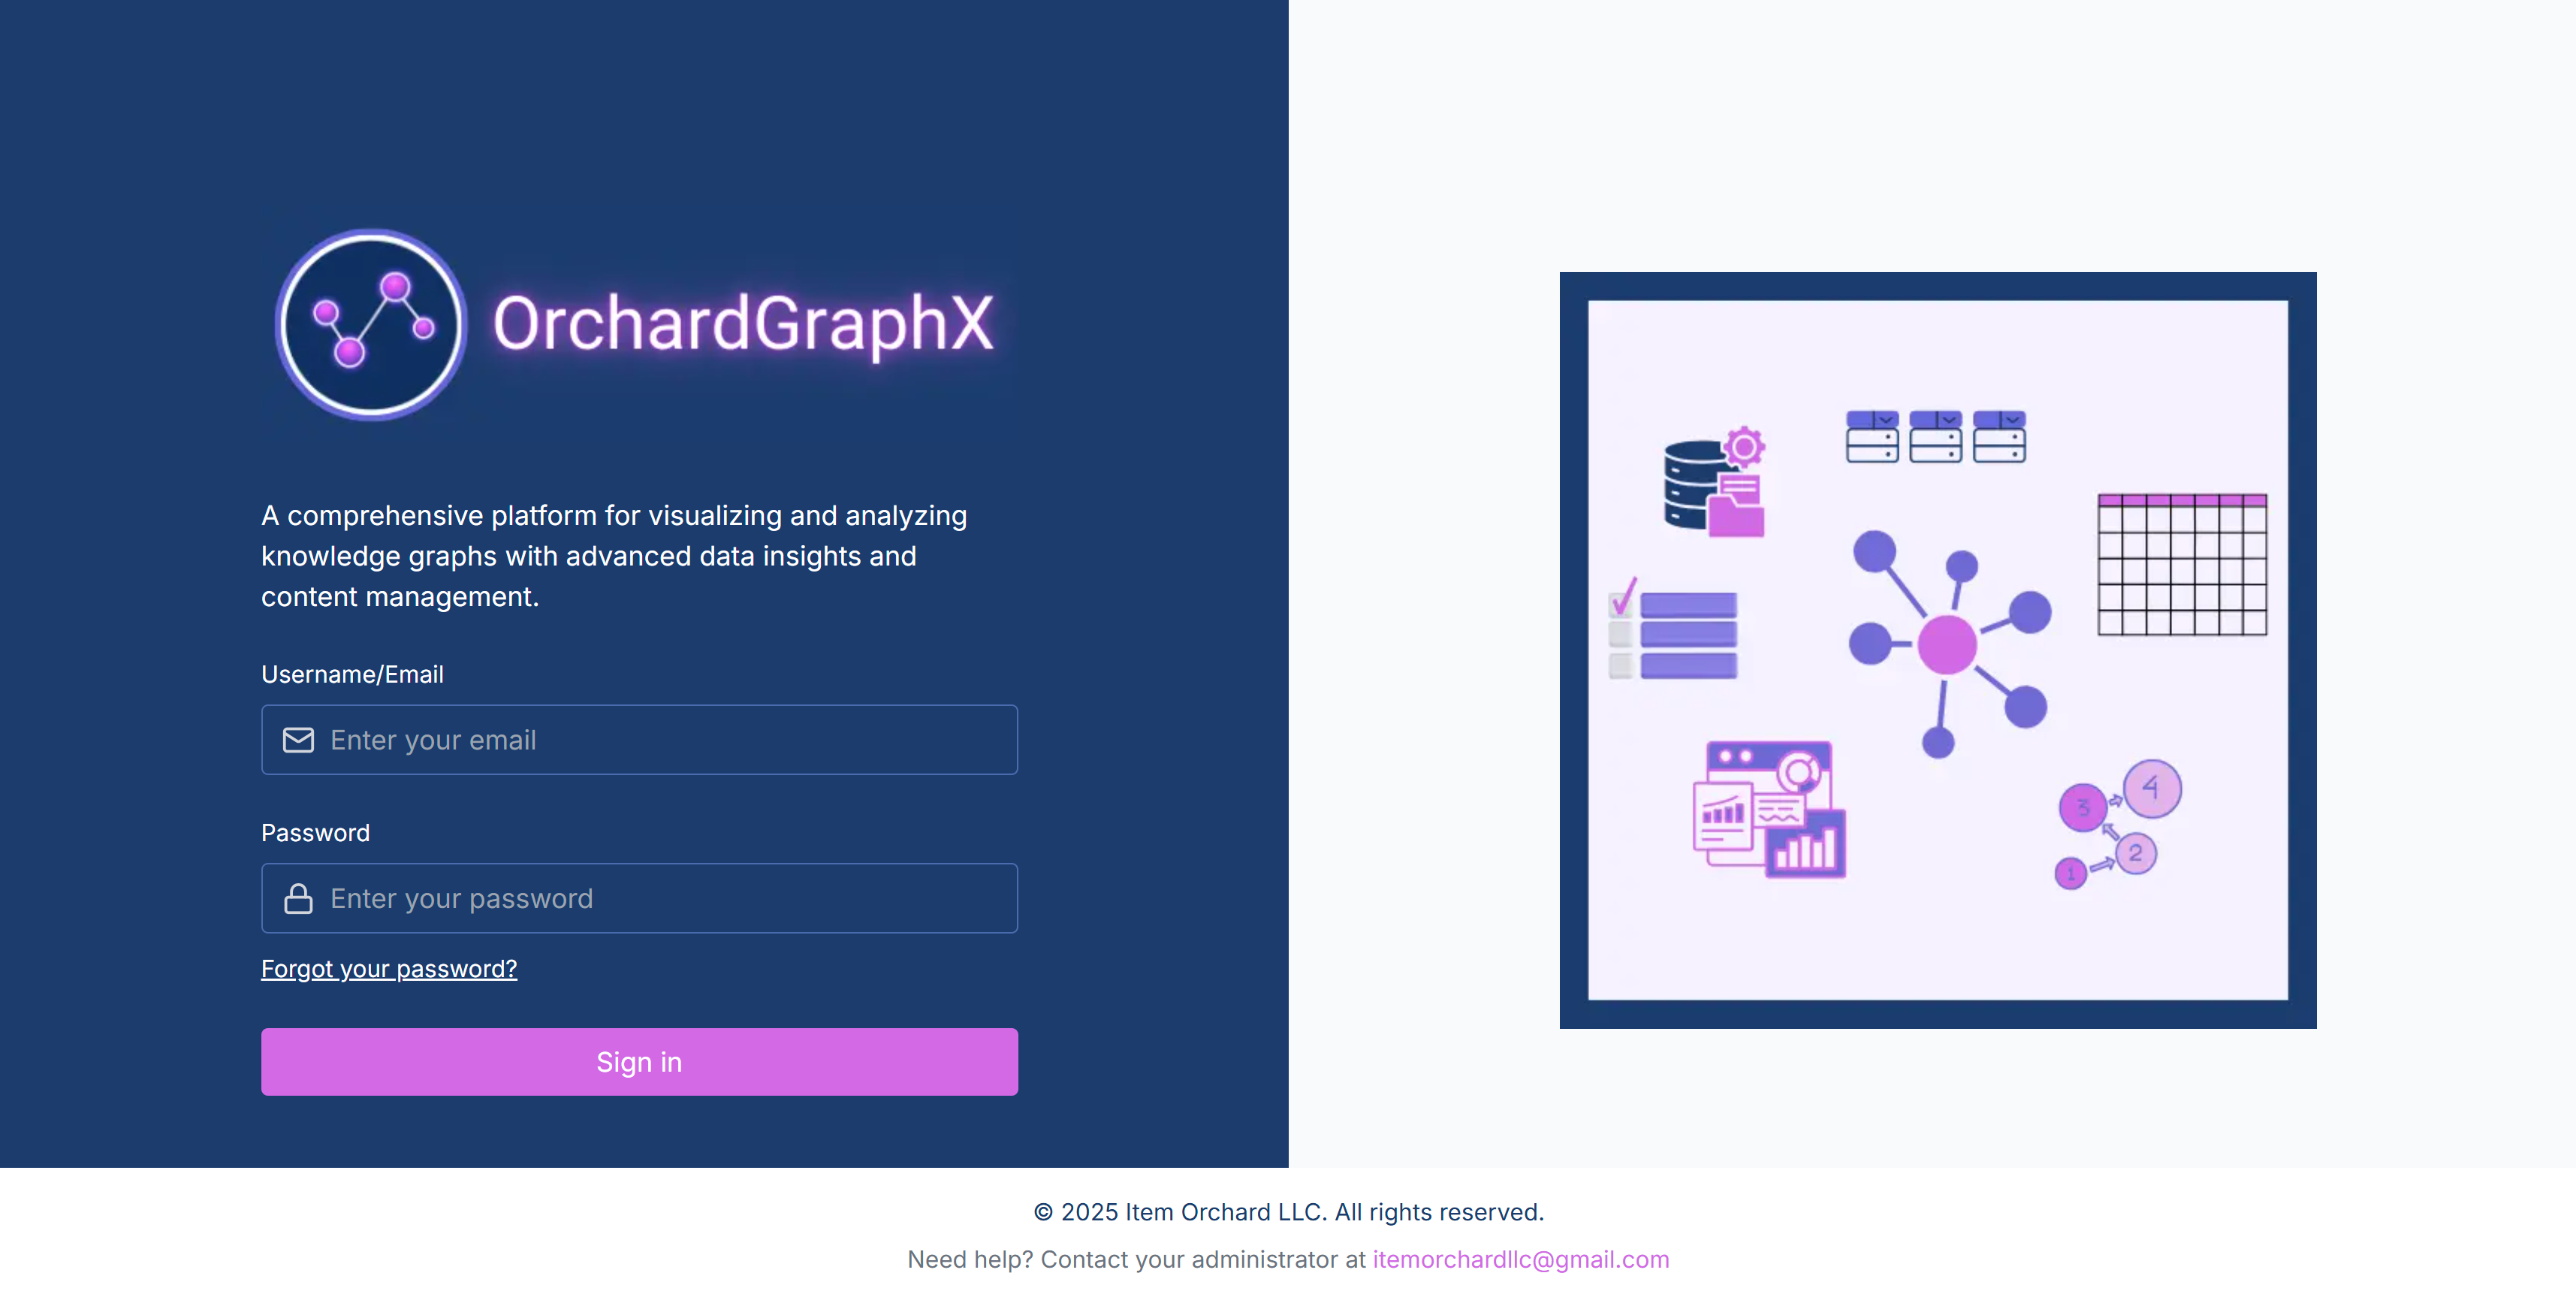 OrchardGraphX
A comprehensive platform for visualizing and analyzing
knowledge graphs with advanced data insights and
content management.
Username/Email
Enter your email
Password
Enter your password
Forgot your password?
Sign in
3
4
2
1
© 2025 Item Orchard LLC. All rights reserved.
Need help? Contact your administrator at itemorchardllc@gmail.com